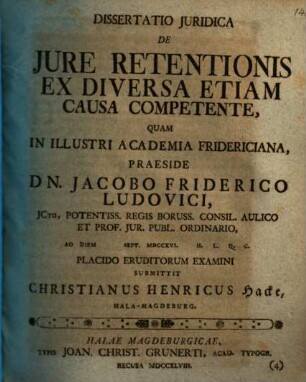 14
DISSERTATIO JURIDICA
DE
JURE RETENTIONIS
EX DIVERSA ETIAM
CAUSA COMPETENTE,
QUAM
IN ILLUSTRI ACADEMIA FRIDERICIANA,
PRAESIDE
DN. JACOBO FRIDERICO
LUDOVICI,
JCTO, POTENTISS. REGIS BORUSS. CONSIL. AULICO
ET PROF. JUR. PUBL. ORDINARIO,
AD DIEM SEPT. MDCCXVI. H. L. Q. C.
PLACIDO ERUDITORUM EXAMINI
SUBMITTIT
CHRISTIANUS HENRICUS Hacke,
HALA-MAGDEBURG.
HALAE MAGDEBURGICAE,
TYPIS JOAN. CHRIST. GRUNERTI, ACAD. TYPOGR.
RECUSA MDCCXLVIII. (4)